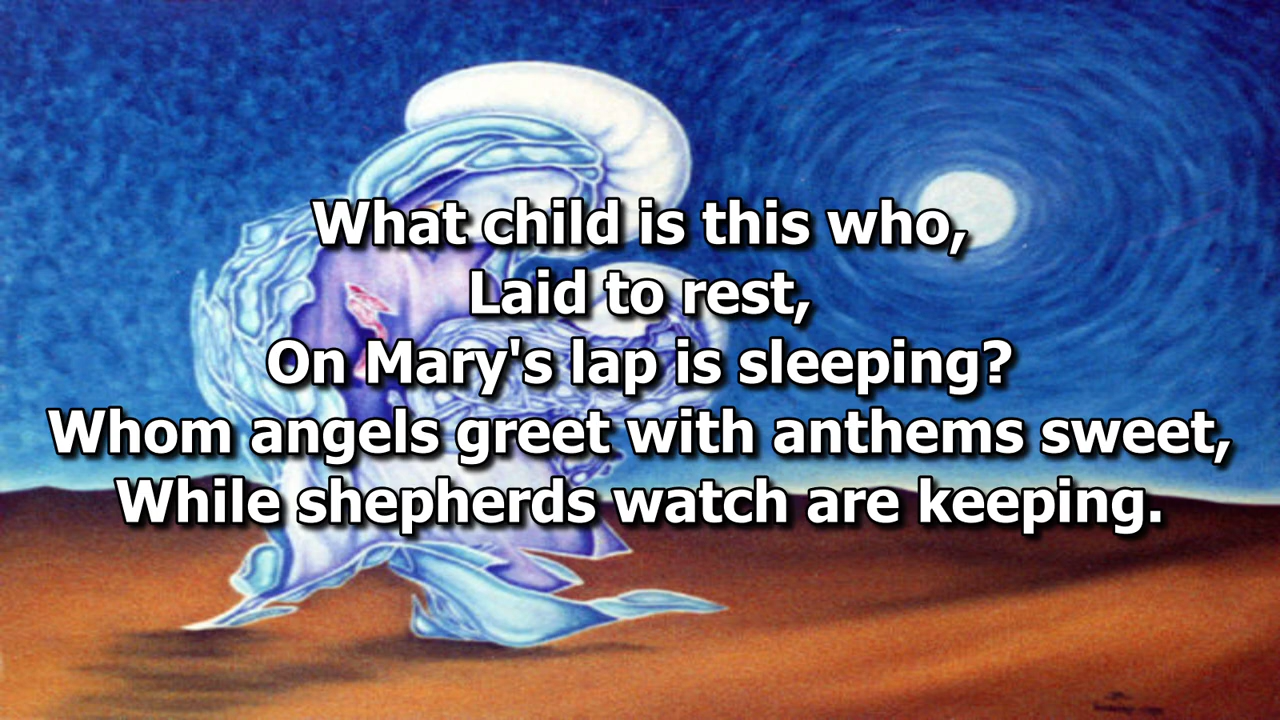 What child is this who,
Laid to rest,
On Mary's lap is sleeping?
Whom angels greet with anthems sweet,
While shepherds watch are keeping.